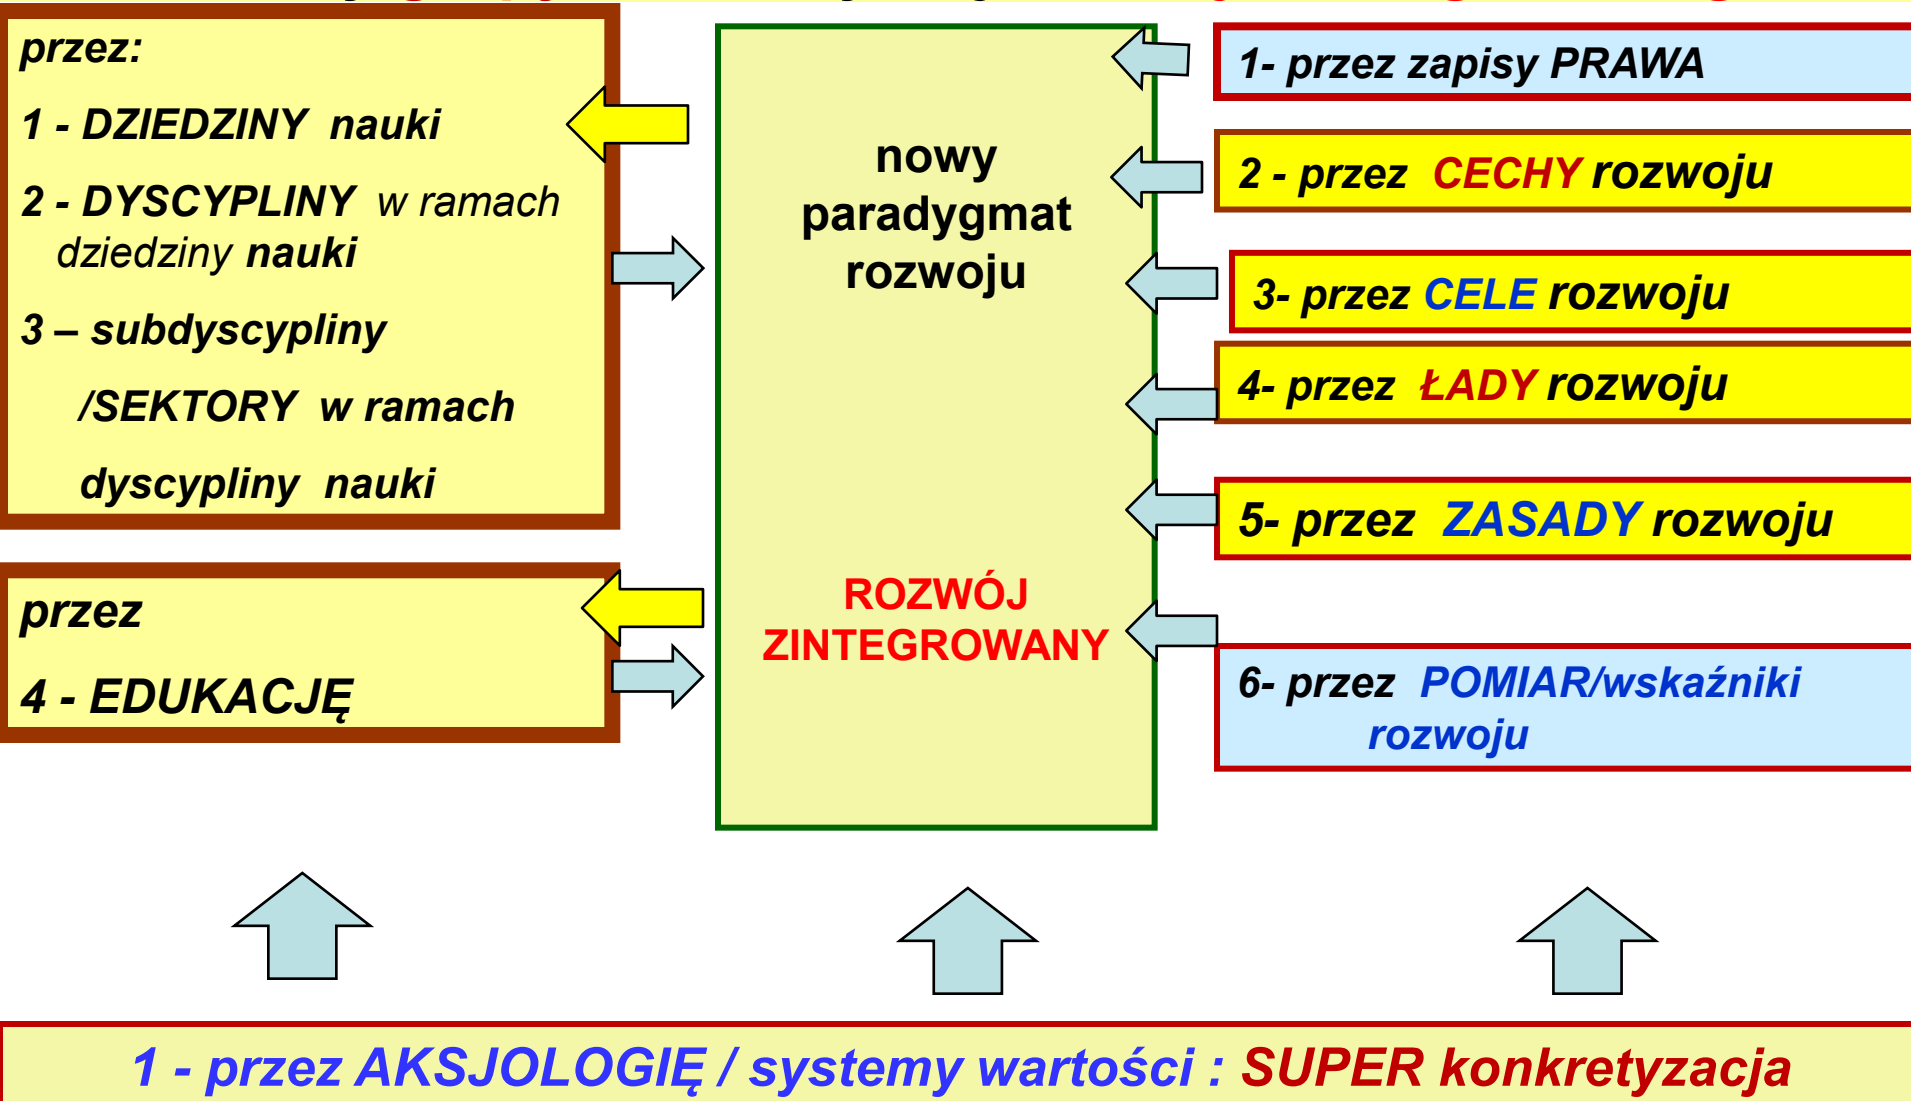 przez:
1 - DZIEDZINY nauki
2 - DYSCYPLINY w ramach
dziedziny nauki
3 – subdyscypliny
/SEKTORY w ramach
dyscypliny nauki
przez
4 - EDUKACJĘ
nowy
paradygmat
rozwoju
ROZWÓJ
ZINTEGROWANY
1- przez zapisy PRAWA
2 - przez CECHY rozwoju
3- przez CELE rozwoju
4- przez ŁADY rozwoju
5- przez ZASADY rozwoju
6- przez POMIAR/wskaźniki
rozwoju
1 - przez AKSJOLOGIĘ / systemy wartości : SUPER konkretyzacja